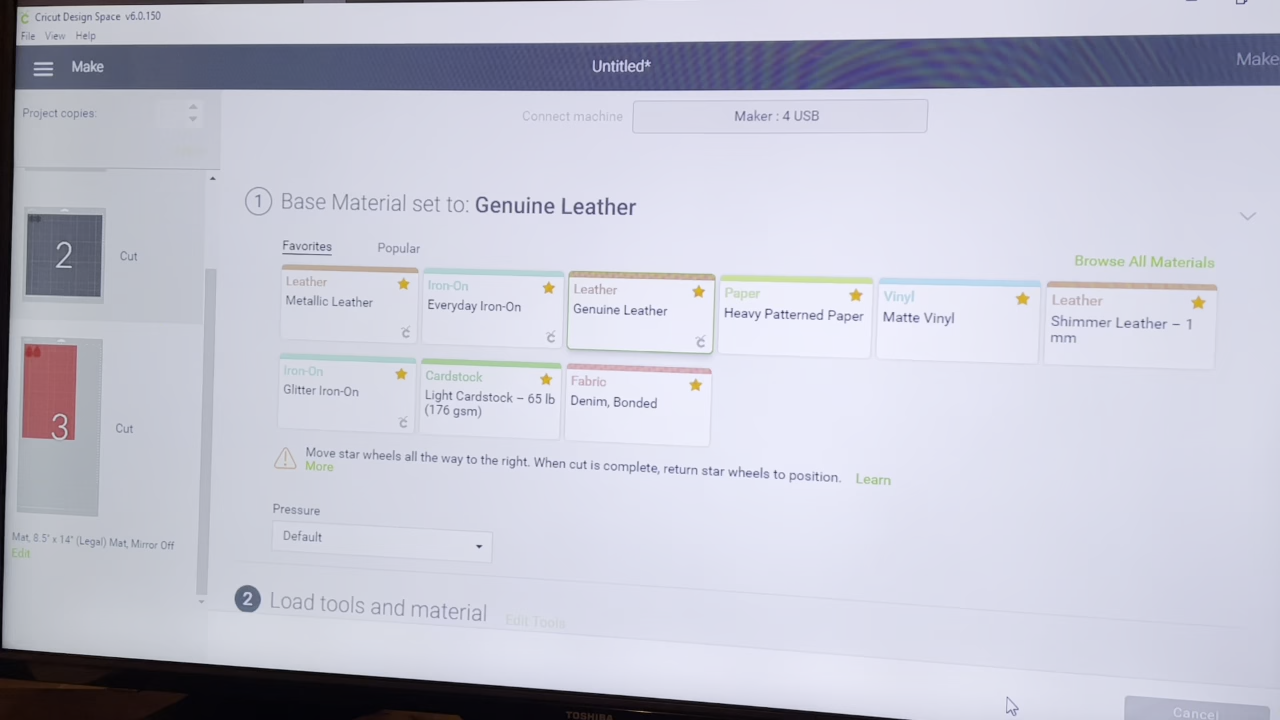 Cricut Design Space v6.0.150
File View Help
Make
Untitled*
Make
Project copies:
Connect machine
Maker : 4 USB
1 Base Material set to: Genuine Leather
Favorites
Popular
Browse All Materials
Leather
Metallic Leather
Iron-On
Everyday Iron-On
Leather
Genuine Leather
Paper
Heavy Patterned Paper
Vinyl
Matte Vinyl
Leather
Shimmer Leather – 1
mm
Iron-On
Glitter Iron-On
Cardstock
Light Cardstock – 65 lb
(176 gsm)
Fabric
Denim, Bonded
2
Cut
3
Cut
Mat, 8.5" x 14" (Legal) Mat, Mirror Off
Edit
Move star wheels all the way to the right. When cut is complete, return star wheels to position. Learn
More
Pressure
Default
2 Load tools and material
Edit Tools
Cancel
TOSHIBA